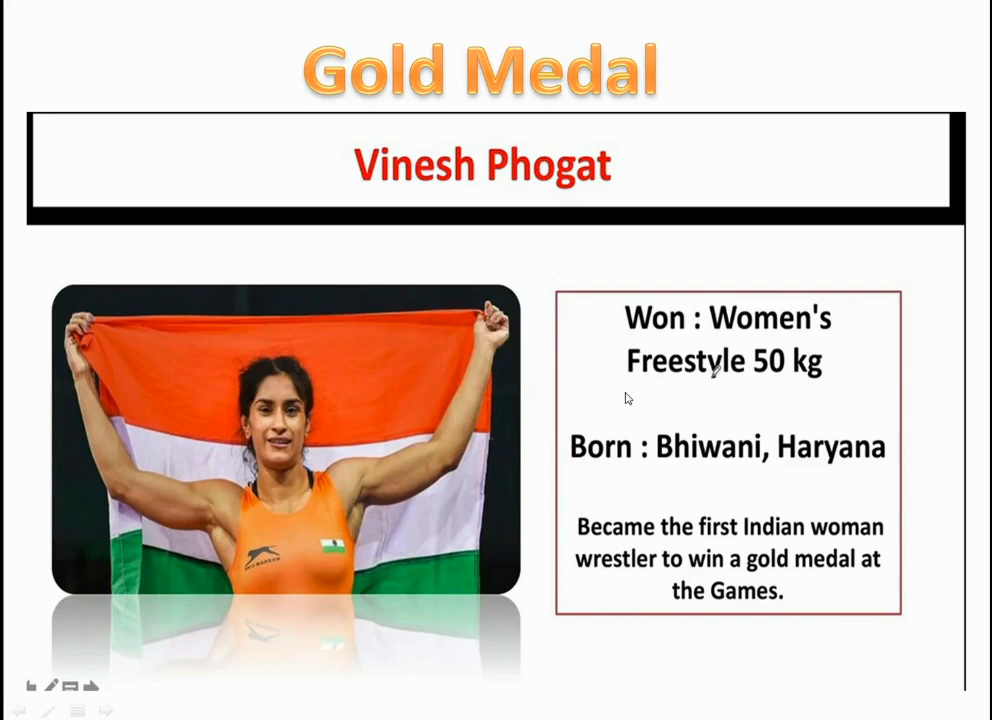 Gold Medal
Vinesh Phogat
Won : Women's
Freestyle 50 kg
Born : Bhiwani, Haryana
Became the first Indian woman
wrestler to win a gold medal at
the Games.